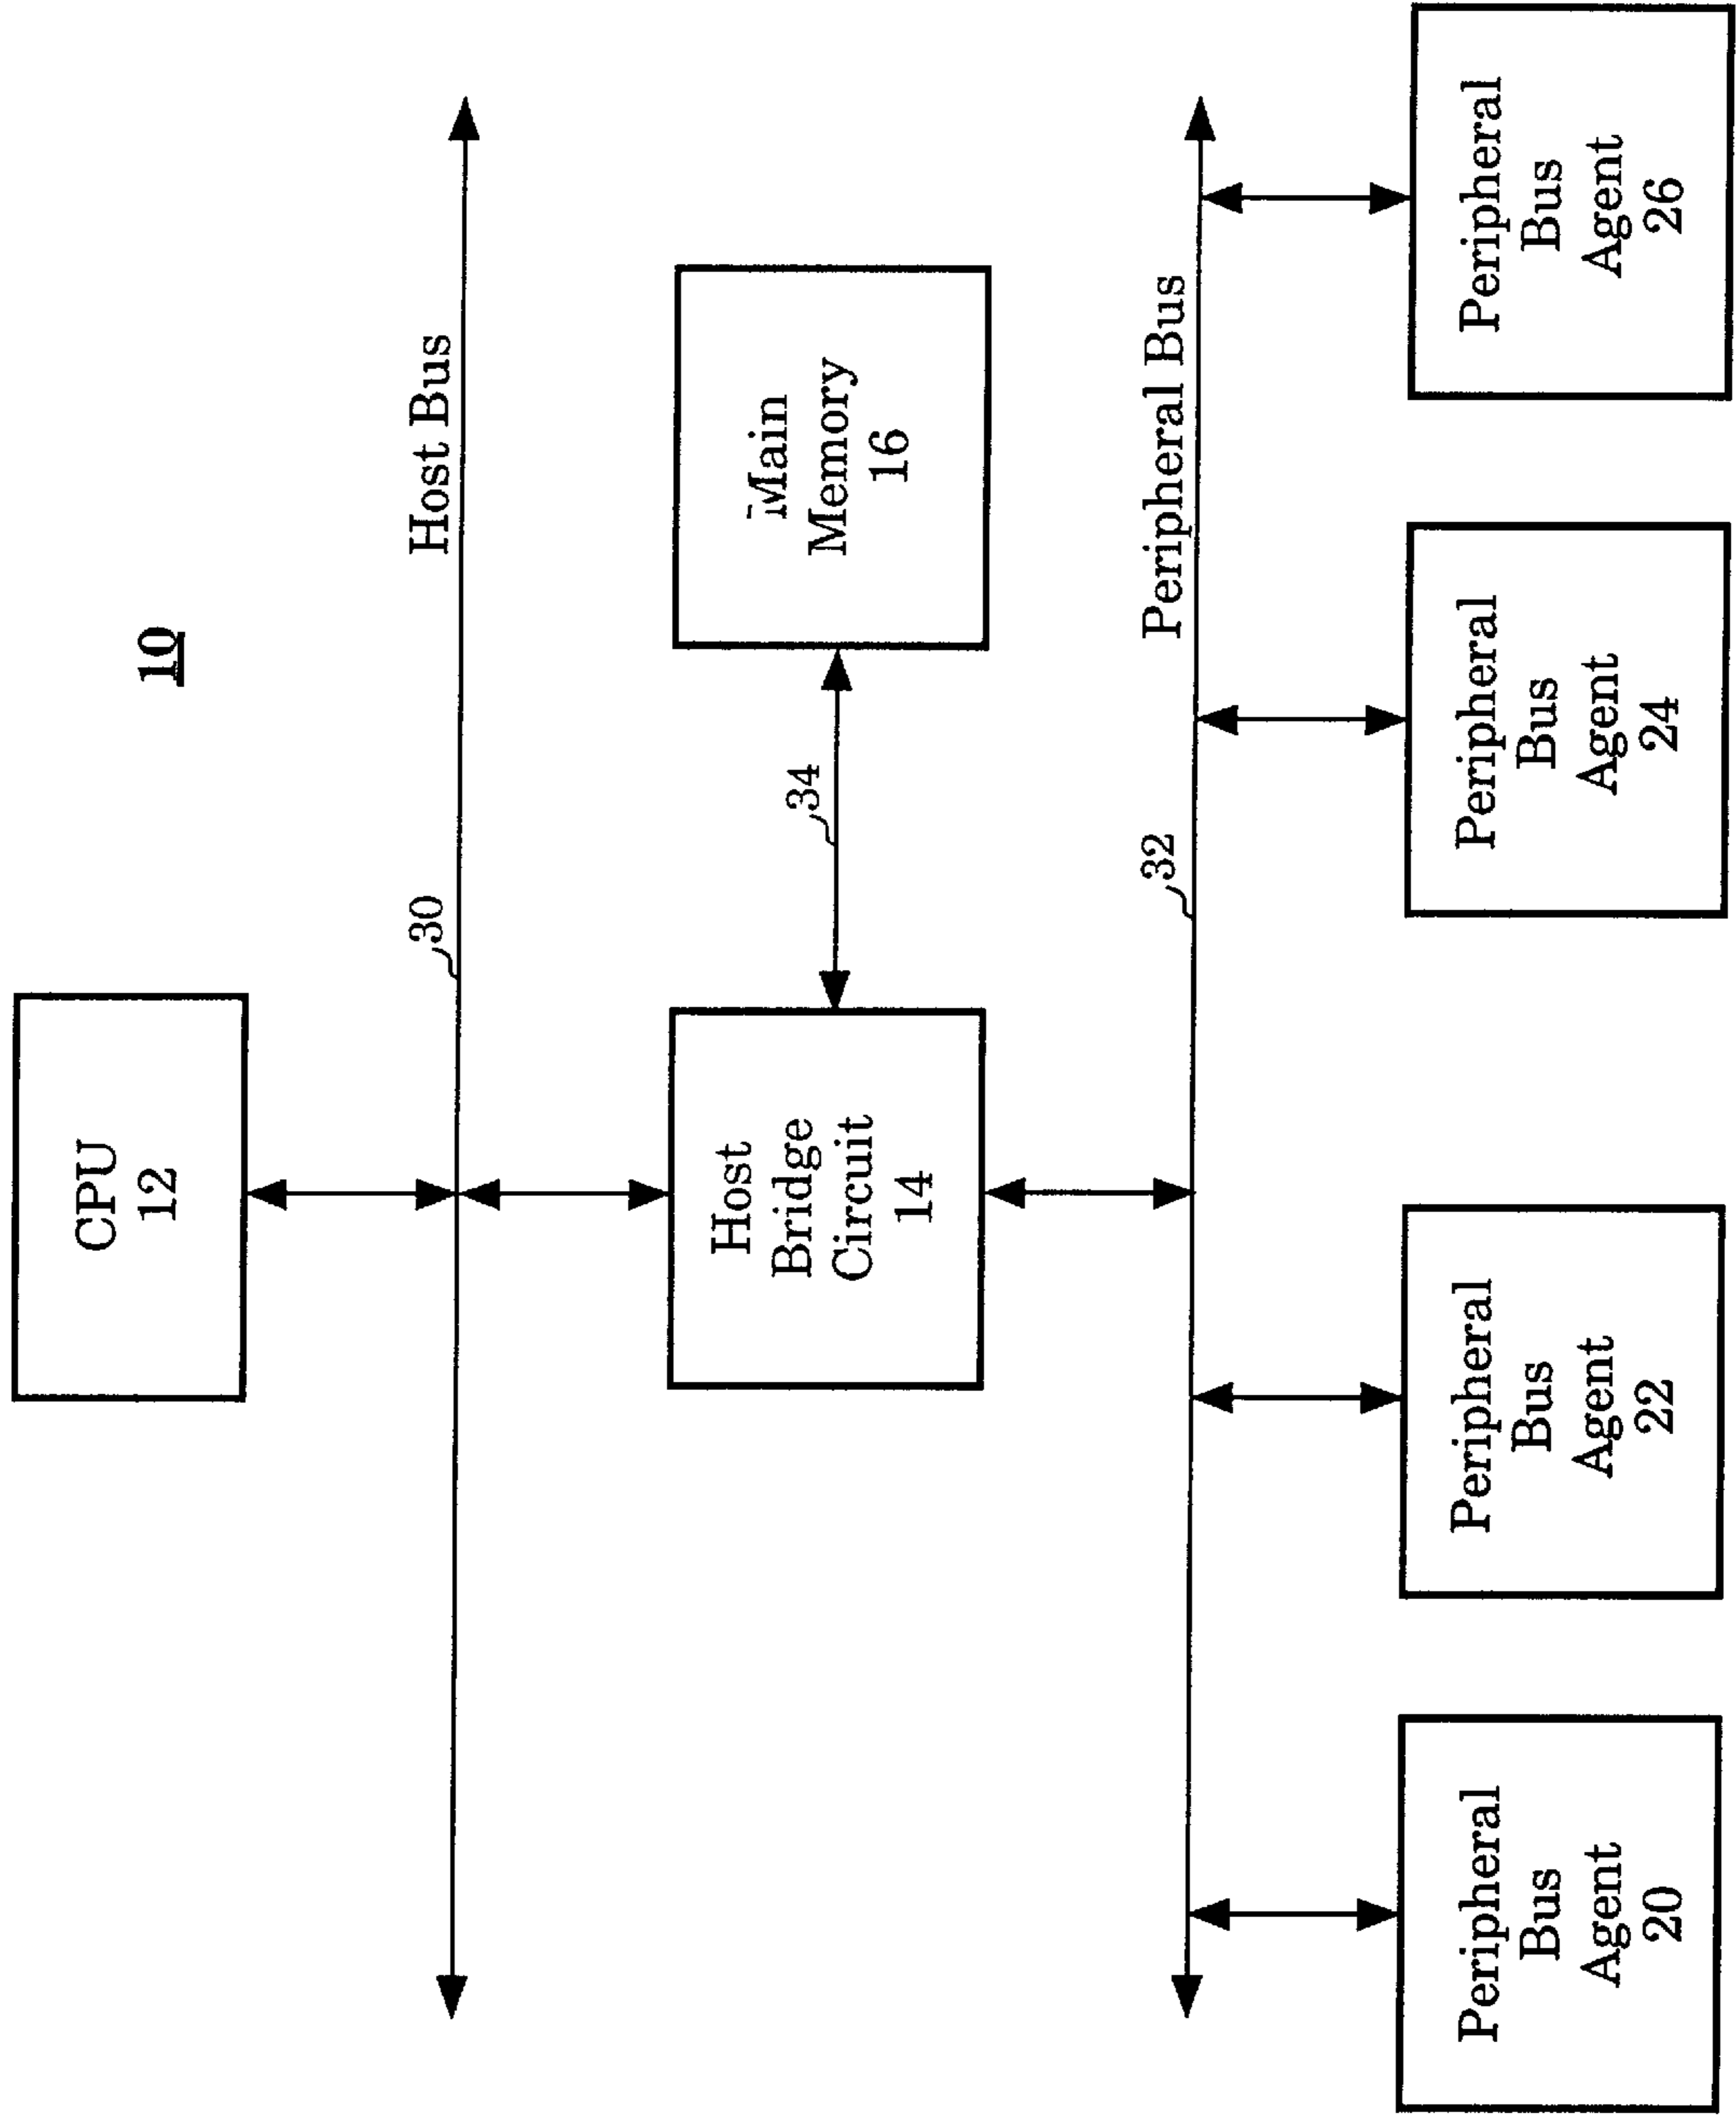 10
CPU
12
30
Host Bus
Host
Bridge
Circuit
14
34
Main
Memory
16
32
Peripheral Bus
Peripheral
Bus
Agent
20
Peripheral
Bus
Agent
22
Peripheral
Bus
Agent
24
Peripheral
Bus
Agent
26